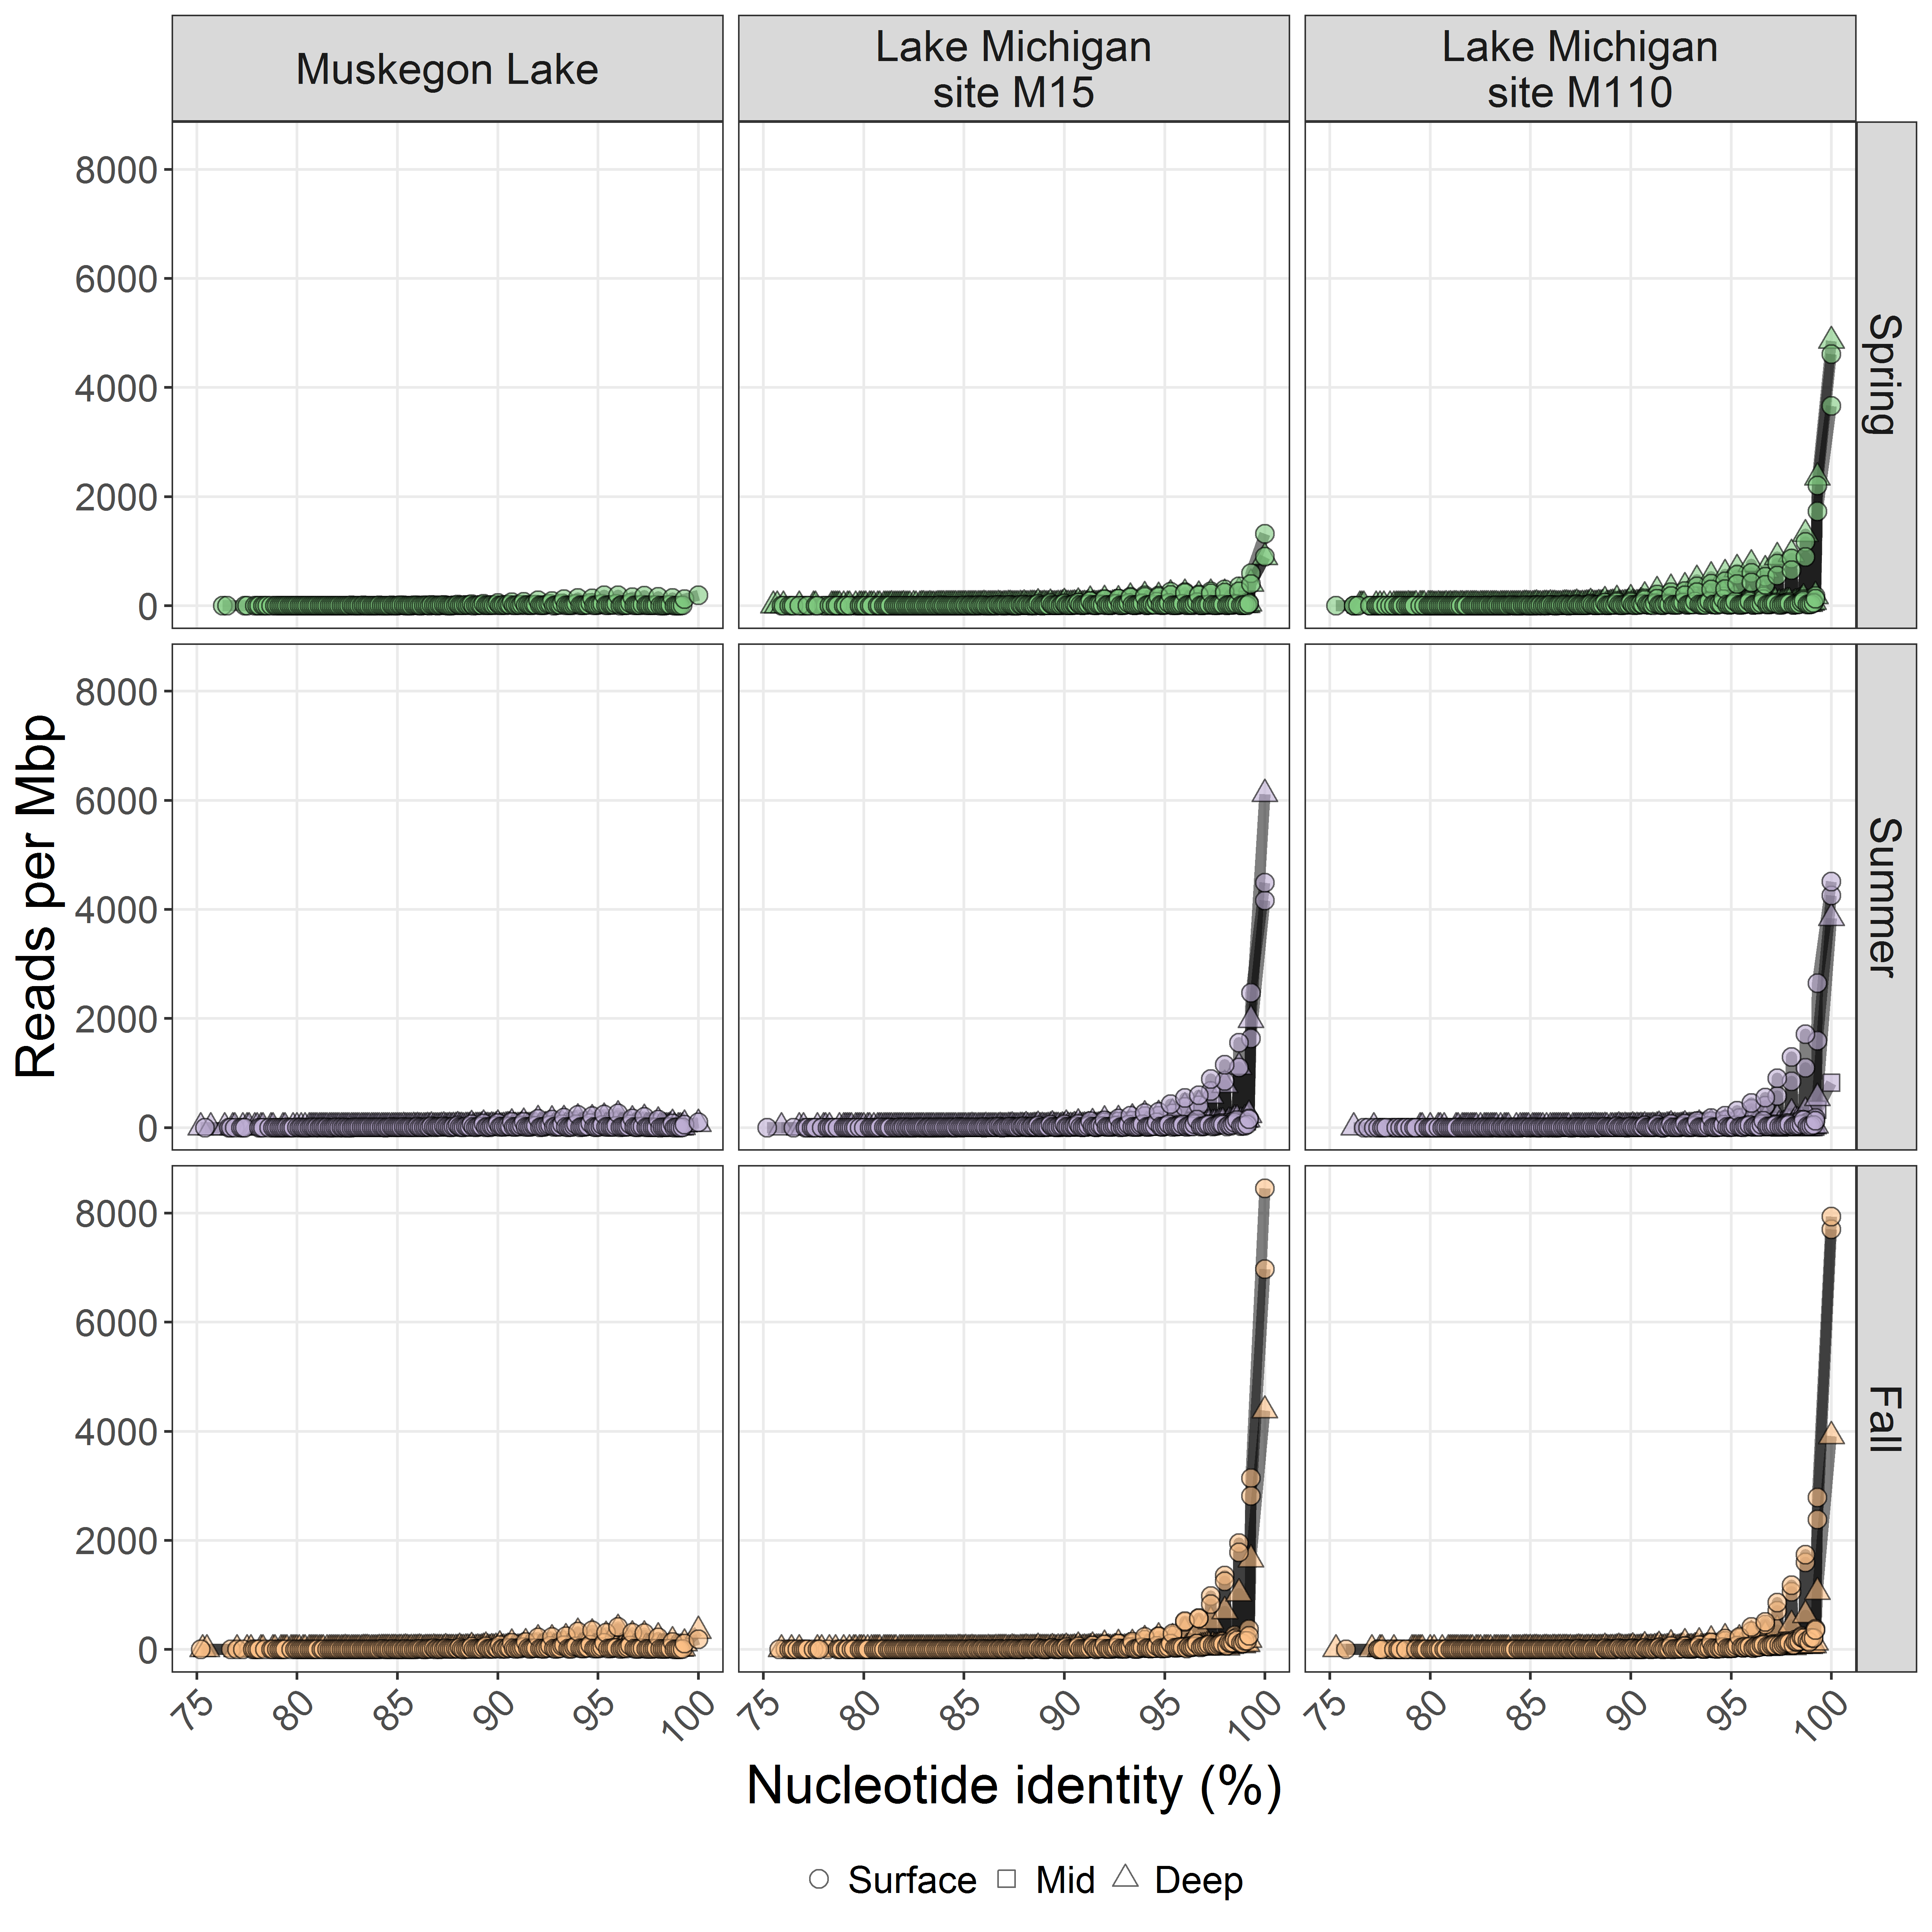 Muskegon Lake
Lake Michigan
site M15
Lake Michigan
site M110
8000
6000
4000
2000
0
Spring
8000
6000
4000
2000
0
Summer
8000
6000
4000
2000
0
Fall
Reads per Mbp
75 80 85 90 95 100
75 80 85 90 95 100
75 80 85 90 95 100
Nucleotide identity (%)
Surface Mid Deep